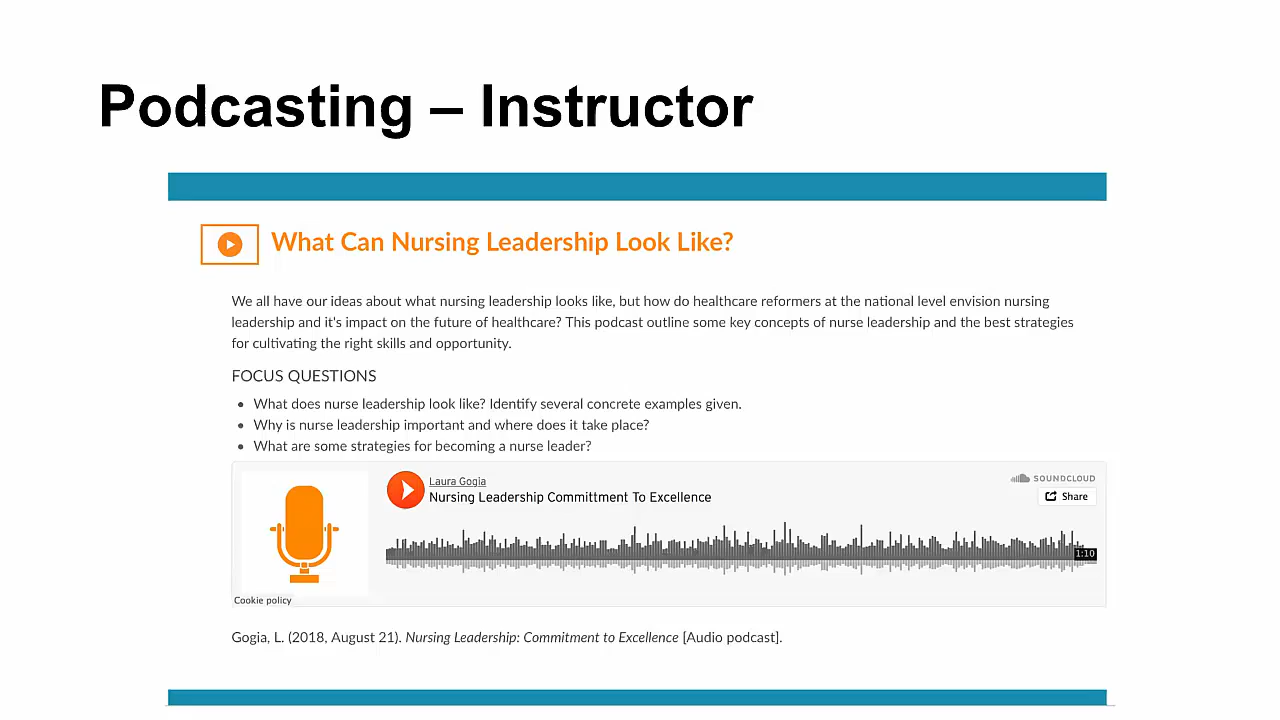 Podcasting – Instructor
What Can Nursing Leadership Look Like?
We all have our ideas about what nursing leadership looks like, but how do healthcare reformers at the national level envision nursing
leadership and it's impact on the future of healthcare? This podcast outline some key concepts of nurse leadership and the best strategies
for cultivating the right skills and opportunity.
FOCUS QUESTIONS
• What does nurse leadership look like? Identify several concrete examples given.
• Why is nurse leadership important and where does it take place?
• What are some strategies for becoming a nurse leader?
Laura Gogia
SOUNDCLOUD
Nursing Leadership Committment To Excellence
Share
1:10
Cookie policy
Gogia, L. (2018, August 21). Nursing Leadership: Commitment to Excellence [Audio podcast].